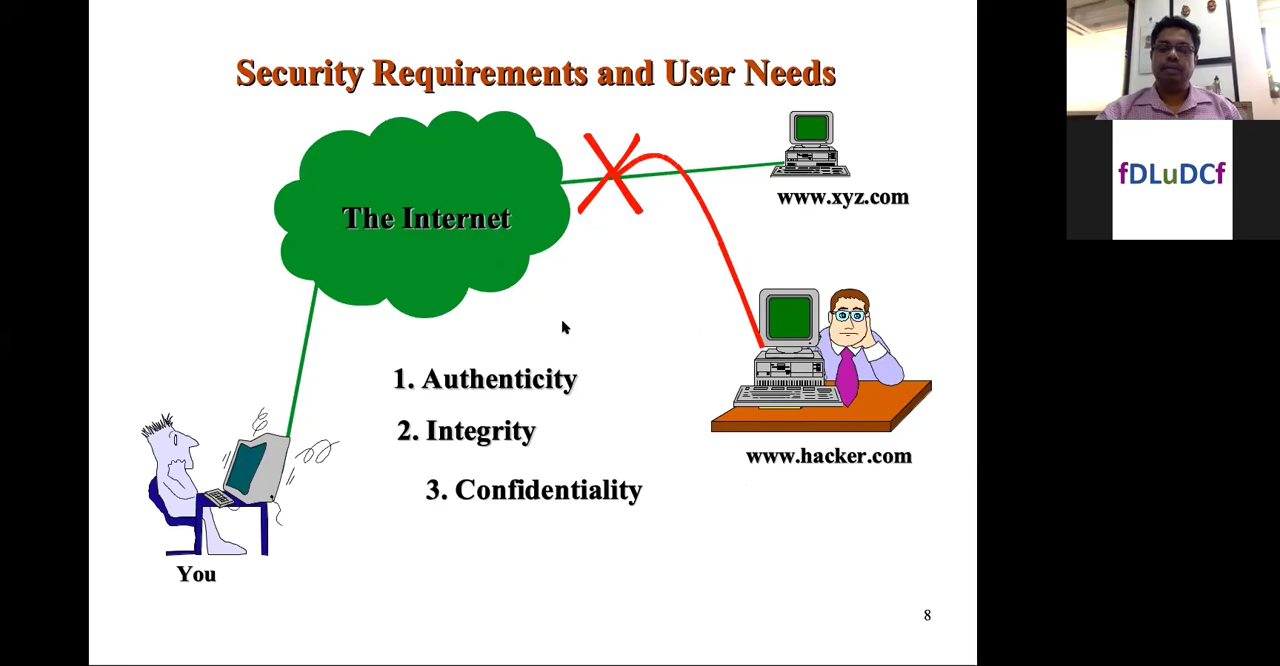 Security Requirements and User Needs
The Internet
www.xyz.com
1. Authenticity
2. Integrity
3. Confidentiality
www.hacker.com
You
8
fDLuDCf